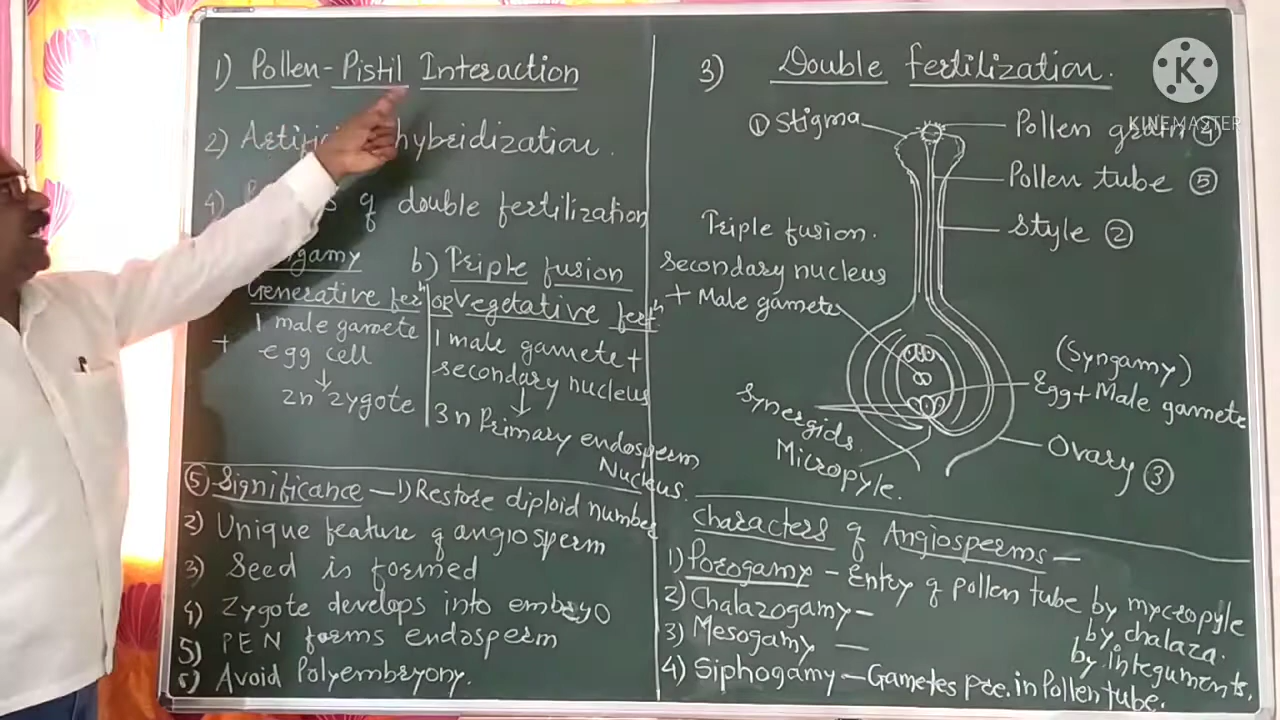 1) Pollen - Pistil Interaction
2) hybridization.
4) of double fertilization
b) Triple fusion
Generative ferⁿ
OR Vegetative fertⁿ
1 male gamete
+ egg cell
↓
2n zygote
1 male gamete +
secondary nucleus
↓
3n Primary endosperm
Nucleus.
⑤ Significance — 1) Restore diploid number
2) Unique feature of angiosperm
3) Seed is formed
4) Zygote develops into embryo
5) PEN forms endosperm
6) Avoid Polyembryony.
3) Double fertilization.
① Stigma
Pollen grain ④
Pollen tube ⑤
Style ②
Triple fusion.
secondary nucleus
+ Male gamete
(Syngamy)
Egg + Male gamete
Synergids.
Micropyle.
Ovary ③
Characters of Angiosperms —
1) Porogamy - Entry of pollen tube by mycropyle
2) Chalazogamy - by chalaza.
3) Mesogamy — by integuments.
4) Siphogamy — Gametes pre. in Pollen tube.
K
KINEMASTER